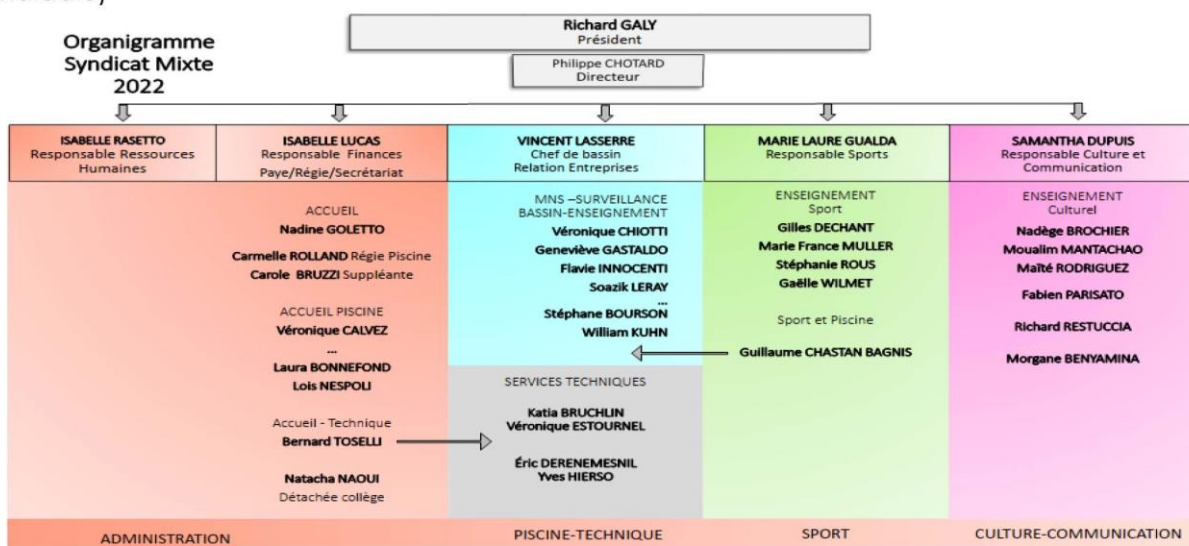 Organigramme
Syndicat Mixte
2022
Richard GALY
Président
Philippe CHOTARD
Directeur
ISABELLE RASETTO
Responsable Ressources
Humaines
ISABELLE LUCAS
Responsable Finances
Paye/Régie/Secrétariat
VINCENT LASSERRE
Chef de bassin
Relation Entreprises
MARIE LAURE GUALDA
Responsable Sports
SAMANTHA DUPUIS
Responsable Culture et
Communication
ACCUEIL
Nadine GOLETTO
Carmelle ROLLAND Régie Piscine
Carole BRUZZI Suppléante
ACCUEIL PISCINE
Véronique CALVEZ
...
Laura BONNEFOND
Lois NESPOLI
Accueil - Technique
Bernard TOSELLI
Natacha NAOUI
Détachée collège
MNS –SURVEILLANCE
BASSIN-ENSEIGNEMENT
Véronique CHIOTTI
Geneviève GASTALDO
Flavie INNOCENTI
Soazik LERAY
...
Stéphane BOURSON
William KUHN
SERVICES TECHNIQUES
Katia BRUCHLIN
Véronique ESTOURNEL
Éric DERENEMESNIL
Yves HIERSO
ENSEIGNEMENT
Sport
Gilles DECHANT
Marie France MULLER
Stéphanie ROUS
Gaëlle WILMET
Sport et Piscine
Guillaume CHASTAN BAGNIS
ENSEIGNEMENT
Culturel
Nadège BROCHIER
Moualim MANTACHAO
Maïté RODRIGUEZ
Fabien PARISATO
Richard RESTUCCIA
Morgane BENYAMINA
ADMINISTRATION
PISCINE-TECHNIQUE
SPORT
CULTURE-COMMUNICATION